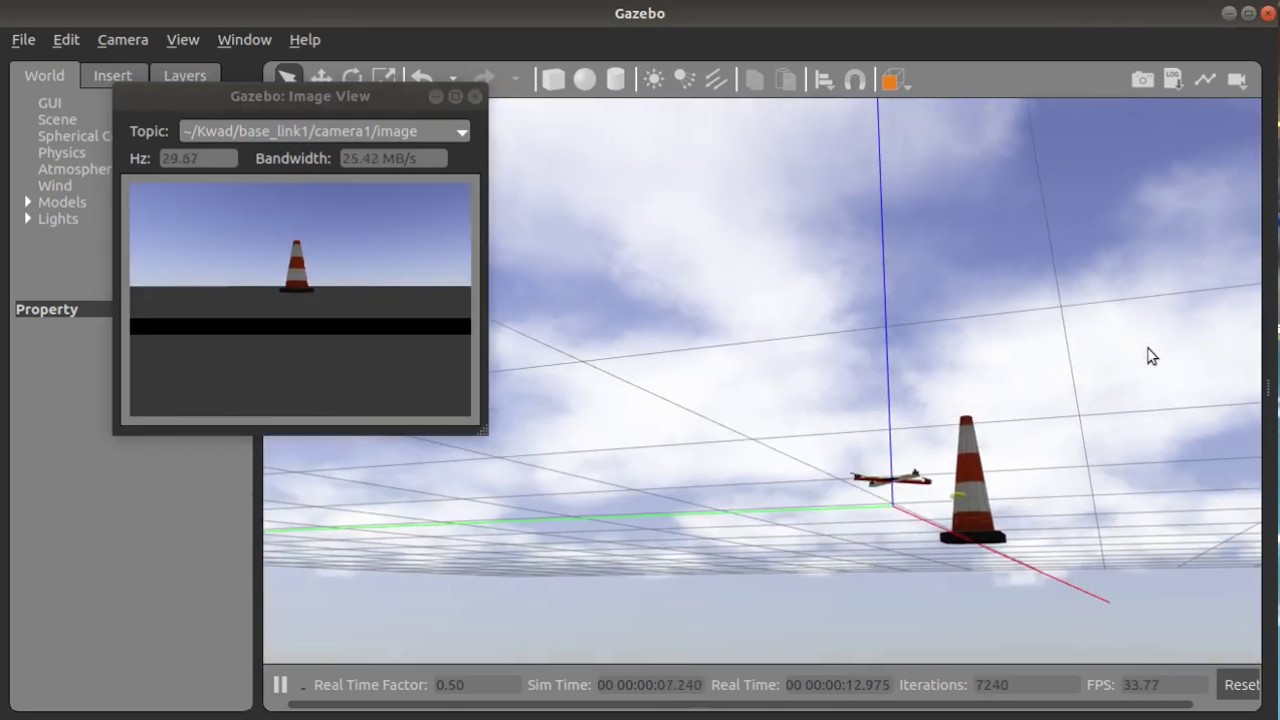 Gazebo
File Edit Camera View Window Help
World Insert Layers
GUI
Scene
Spherical C
Physics
Atmospher
Wind
Models
Lights
Property
Gazebo: Image View
Topic: ~/Kwad/base_link1/camera1/image
Hz: 29.67 Bandwidth: 25.42 MB/s
LOG
Real Time Factor: 0.50 Sim Time: 00 00:00:07.240 Real Time: 00 00:00:12.975 Iterations: 7240 FPS: 33.77 Reset